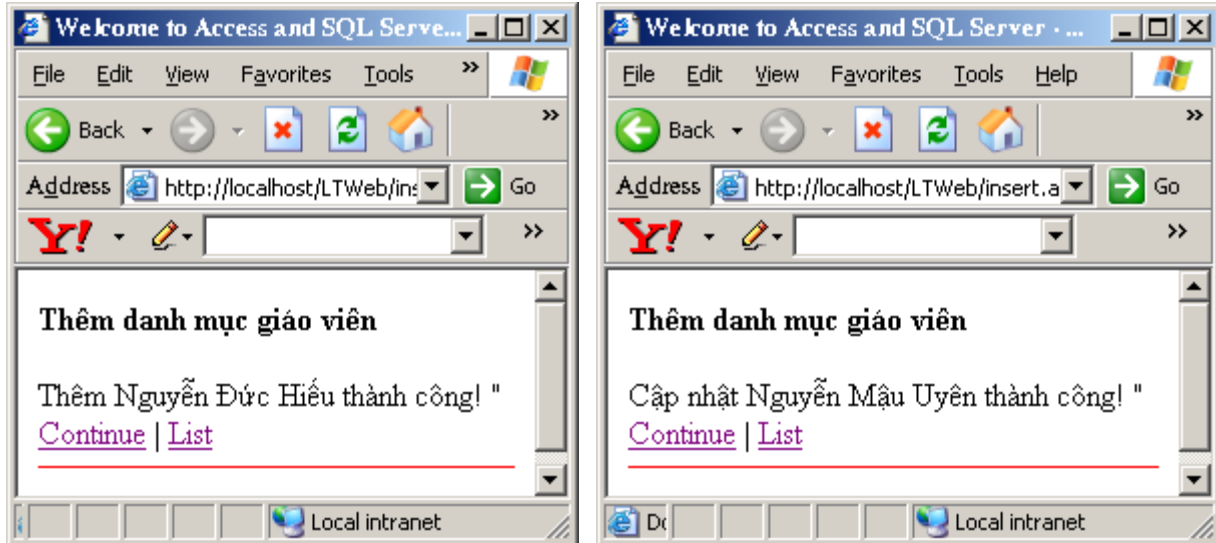 Welcome to Access and SQL Serve...
File Edit View Favorites Tools »
Back »
Address http://localhost/LTWeb/ins Go
Y! »
Thêm danh mục giáo viên
Thêm Nguyễn Đức Hiếu thành công! "
Continue | List
Local intranet
Welcome to Access and SQL Server - ...
File Edit View Favorites Tools Help
Back »
Address http://localhost/LTWeb/insert.a Go
Y! »
Thêm danh mục giáo viên
Cập nhật Nguyễn Mậu Uyên thành công! "
Continue | List
Local intranet